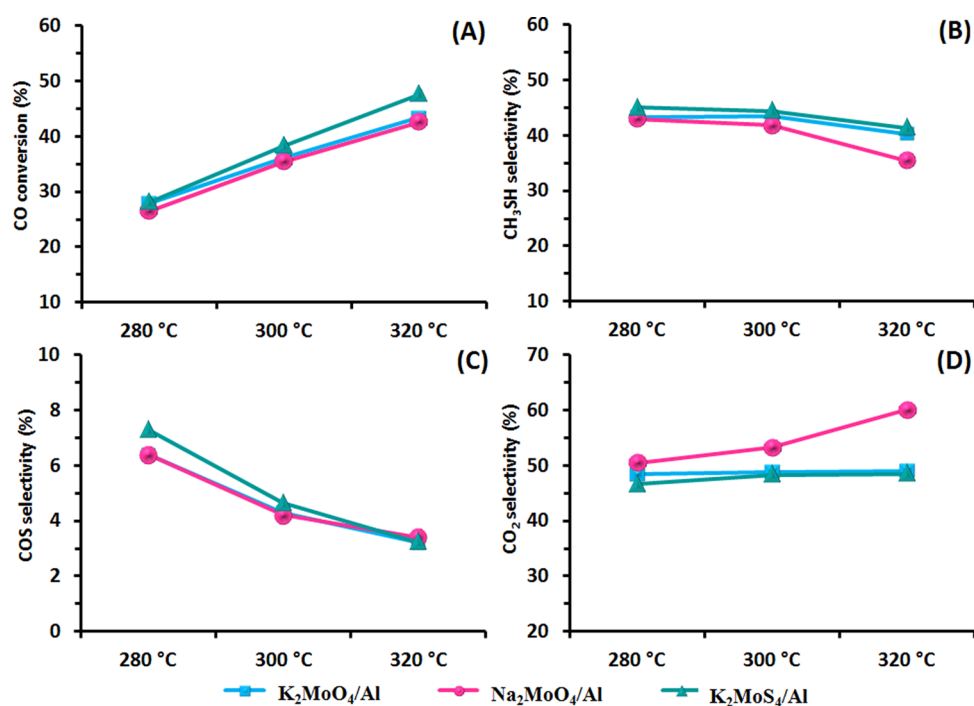 (A)
CO conversion (%)
60
50
40
30
20
10
280 °C 300 °C 320 °C
(B)
CH₃SH selectivity (%)
60
50
40
30
20
10
280 °C 300 °C 320 °C
(C)
COS selectivity (%)
10
8
6
4
2
0
280 °C 300 °C 320 °C
(D)
CO₂ selectivity (%)
70
60
50
40
30
20
280 °C 300 °C 320 °C
K₂MoO₄/Al Na₂MoO₄/Al K₂MoS₄/Al